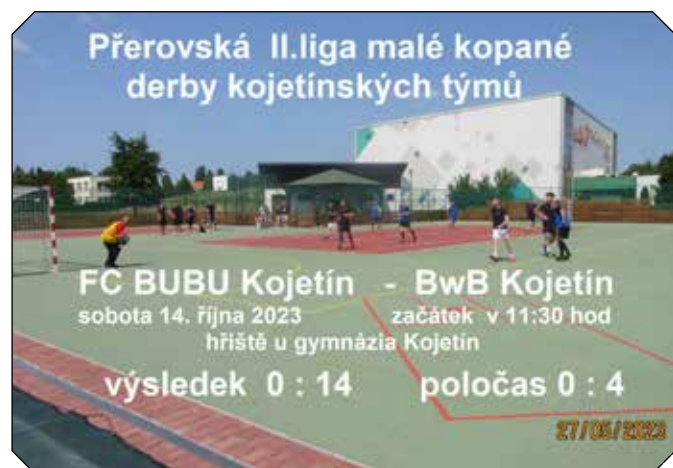 Přerovská II.liga malé kopané
derby kojetínských týmů
FC BUBU Kojetín - BwB Kojetín
sobota 14. října 2023 začátek v 11:30 hod
hřiště u gymnázia Kojetín
výsledek 0 : 14 poločas 0 : 4
27/05/2023